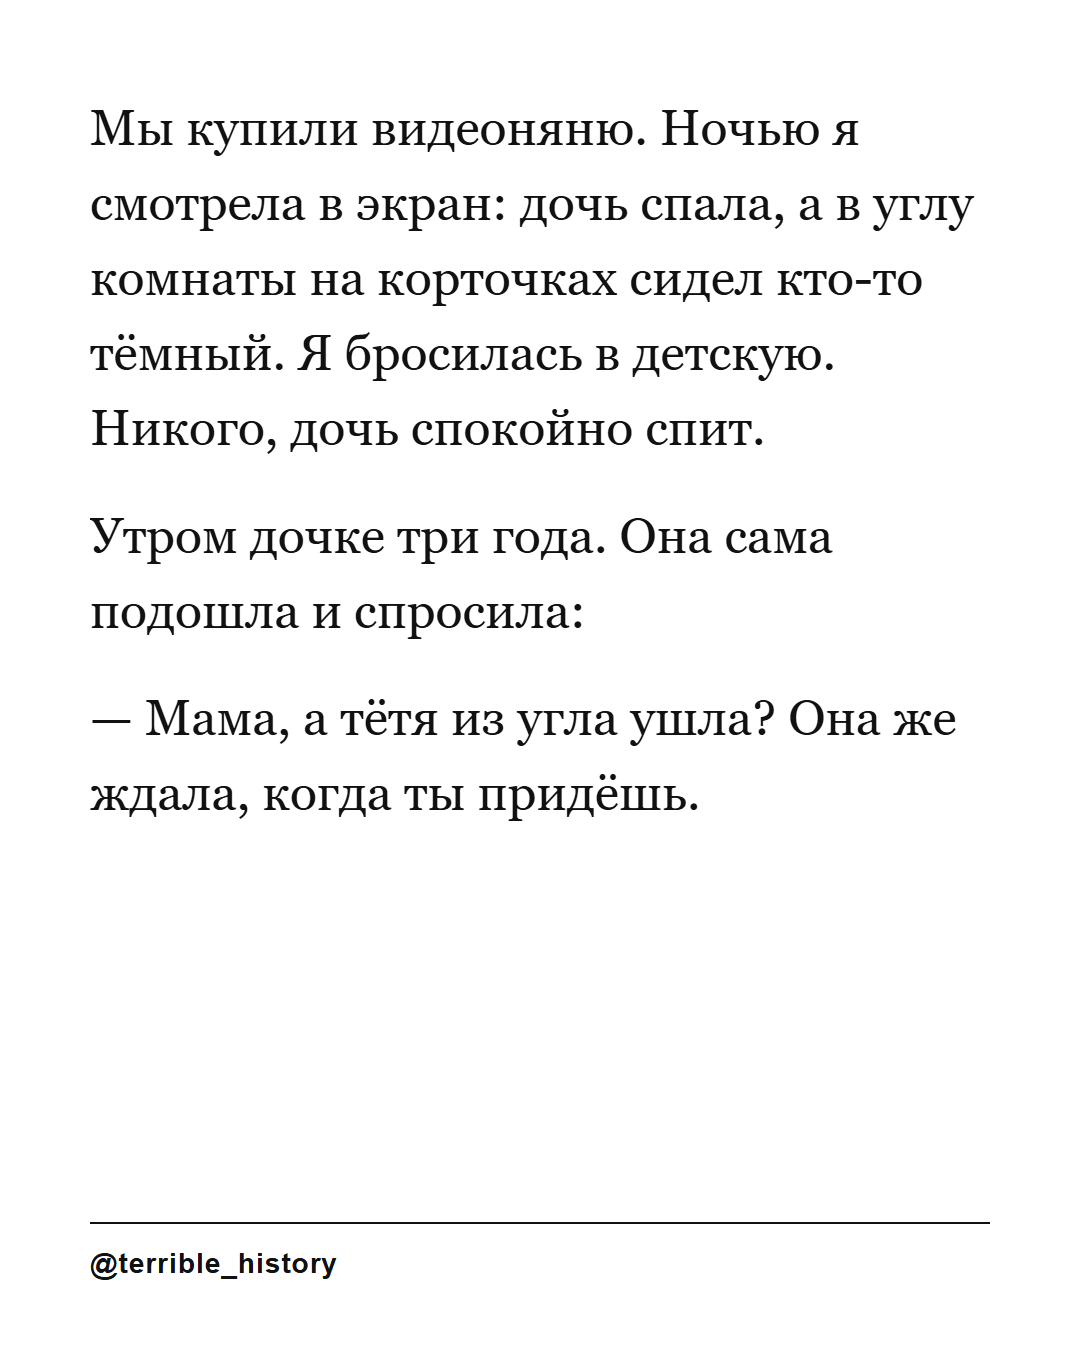 Мы купили видеоняню. Ночью я
смотрела в экран: дочь спала, а в углу
комнаты на корточках сидел кто-то
тёмный. Я бросилась в детскую.
Никого, дочь спокойно спит.
Утром дочке три года. Она сама
подошла и спросила:
— Мама, а тётя из угла ушла? Она же
ждала, когда ты придёшь.
@terrible_history